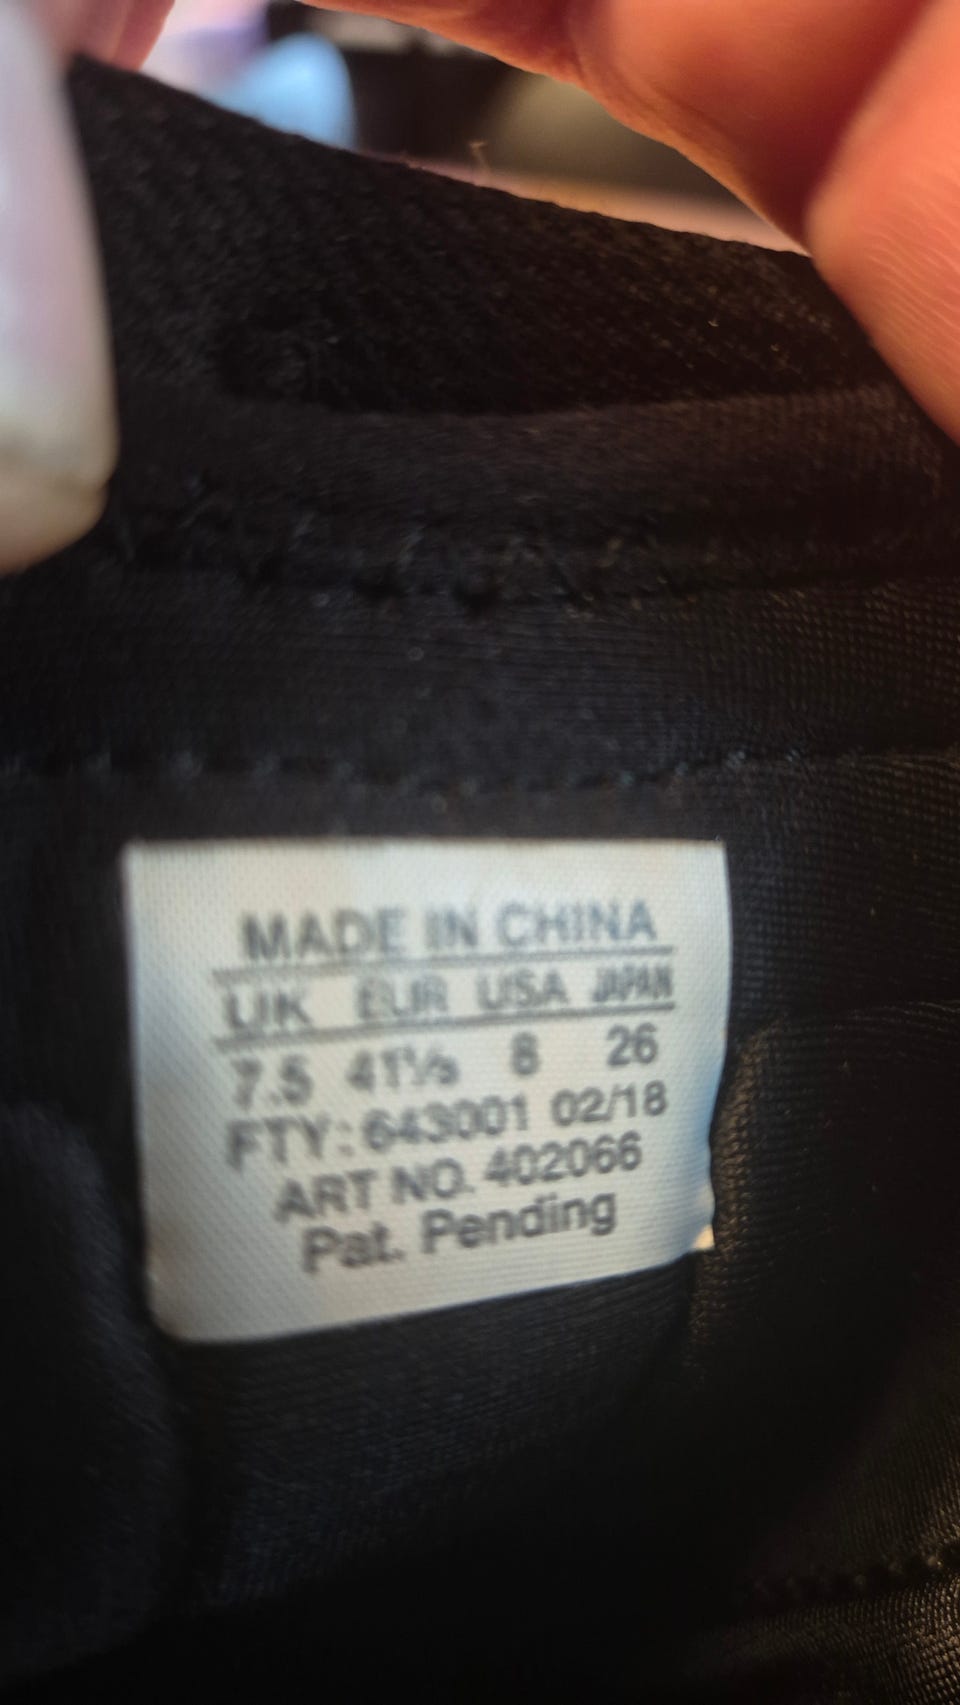 MADE IN CHINA
UK EUR USA JAPAN
7.5 41⅓ 8 26
FTY: 643001 02/18
ART NO. 402066
Pat. Pending